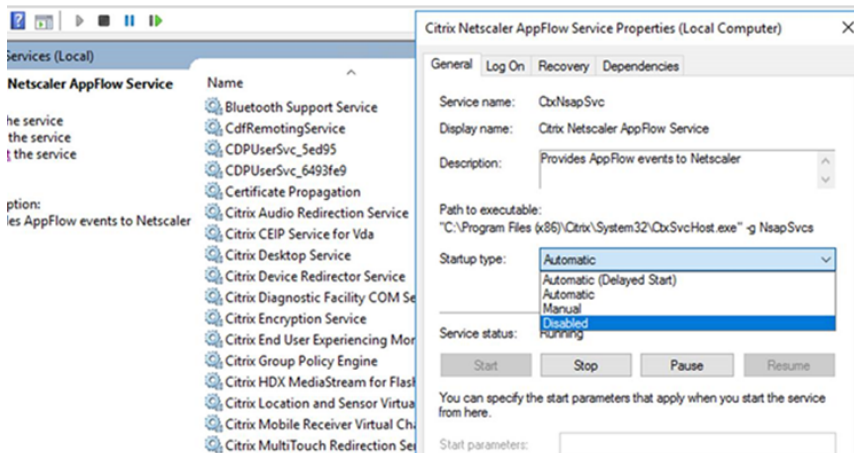 Services (Local)
Netscaler AppFlow Service
he service
the service
t the service
ption:
es AppFlow events to Netscaler
Name
Bluetooth Support Service
CdfRemotingService
CDPUserSvc_5ed95
CDPUserSvc_6493fe9
Certificate Propagation
Citrix Audio Redirection Service
Citrix CEIP Service for Vda
Citrix Desktop Service
Citrix Device Redirector Service
Citrix Diagnostic Facility COM Se
Citrix Encryption Service
Citrix End User Experiencing Mor
Citrix Group Policy Engine
Citrix HDX MediaStream for Flash
Citrix Location and Sensor Virtua
Citrix Mobile Receiver Virtual Cha
Citrix MultiTouch Redirection Ser
Citrix Netscaler AppFlow Service Properties (Local Computer)
General Log On Recovery Dependencies
Service name: CtxNsapSvc
Display name: Citrix Netscaler AppFlow Service
Description: Provides AppFlow events to Netscaler
Path to executable:
"C:\Program Files (x86)\Citrix\System32\CtxSvcHost.exe" -g NsapSvcs
Startup type: Automatic
Automatic (Delayed Start)
Automatic
Manual
Disabled
Service status: Running
Start Stop Pause Resume
You can specify the start parameters that apply when you start the service
from here.
Start parameters: